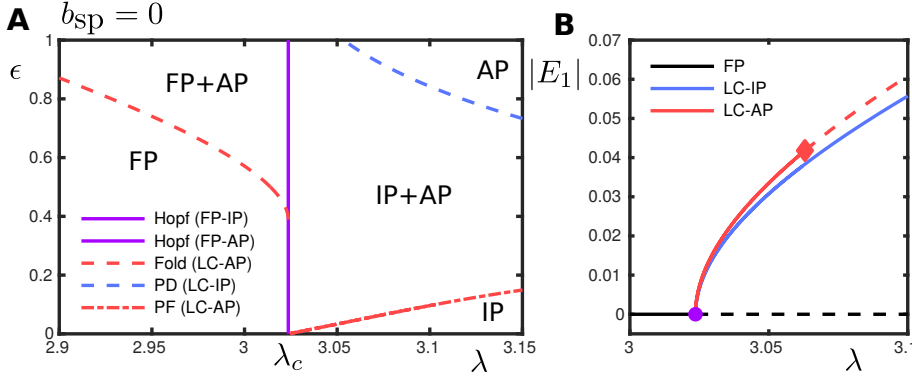 A
b_sp = 0
ϵ
1
0.8
0.6
0.4
0.2
0
FP+AP
FP
AP
IP+AP
IP
Hopf (FP-IP)
Hopf (FP-AP)
Fold (LC-AP)
PD (LC-IP)
PF (LC-AP)
2.9
2.95
3
λ_c
3.05
3.1
3.15
λ
B
|E_1|
0.07
0.06
0.05
0.04
0.03
0.02
0.01
0
FP
LC-IP
LC-AP
3
3.05
3.1
λ